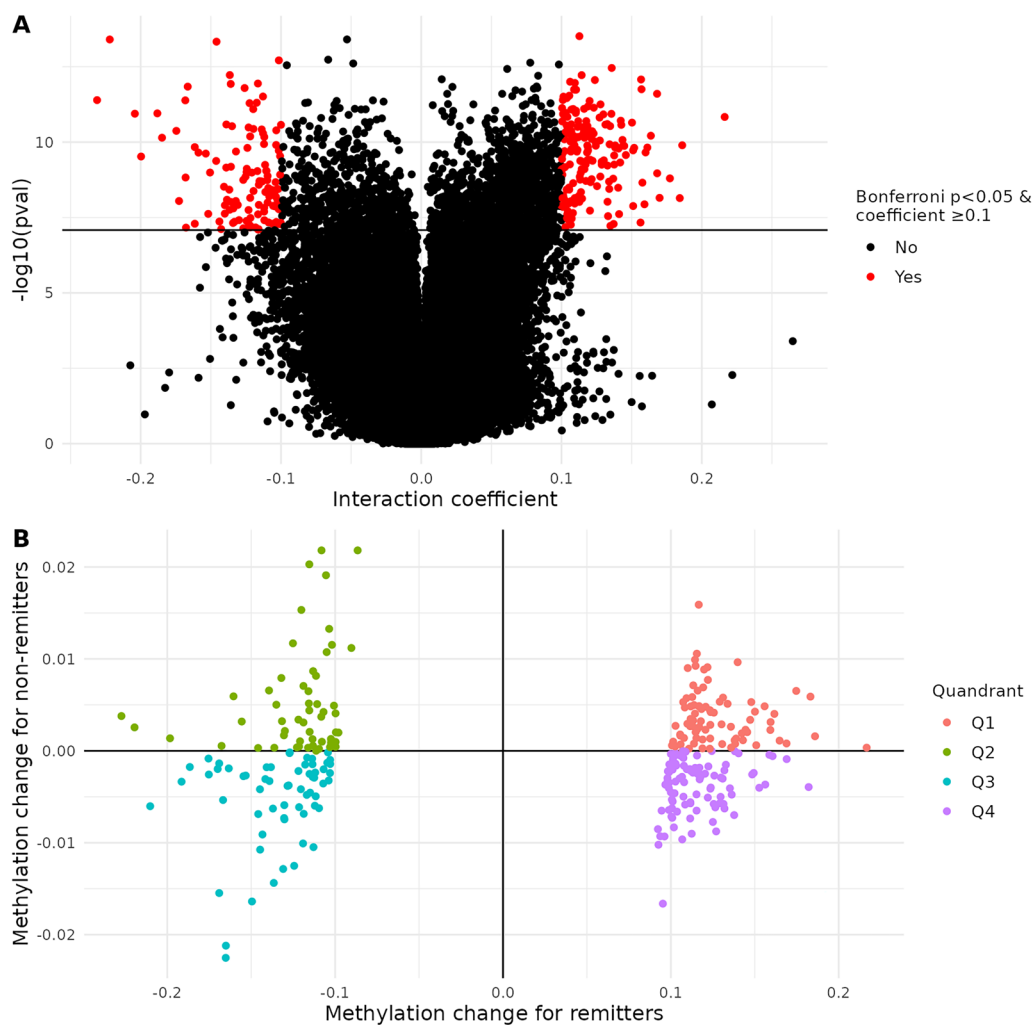 A
10
5
0
-log10(pval)
-0.2
-0.1
0.0
0.1
0.2
Interaction coefficient
Bonferroni p<0.05 &
coefficient ≥0.1
No
Yes
B
0.02
0.01
0.00
-0.01
-0.02
Methylation change for non-remitters
-0.2
-0.1
0.0
0.1
0.2
Methylation change for remitters
Quandrant
Q1
Q2
Q3
Q4